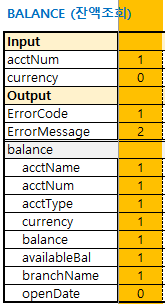 BALANCE (잔액조회)
Input
acctNum 1
currency 0
Output
ErrorCode 1
ErrorMessage 2
balance
acctName 1
acctNum 1
acctType 1
currency 1
balance 1
availableBal 1
branchName 1
openDate 0